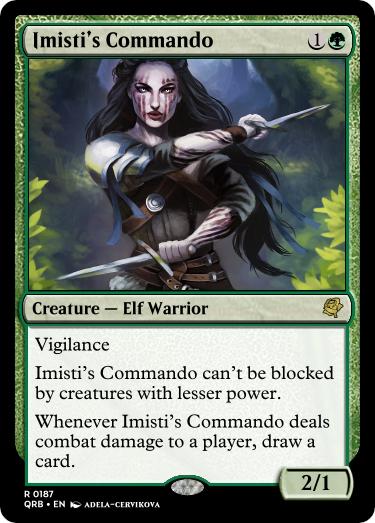 Imisti's Commando 1
Creature — Elf Warrior
Vigilance
Imisti's Commando can't be blocked
by creatures with lesser power.
Whenever Imisti's Commando deals
combat damage to a player, draw a
card.
2/1
R 0187
QRB • EN ADELA-CERVIKOVA